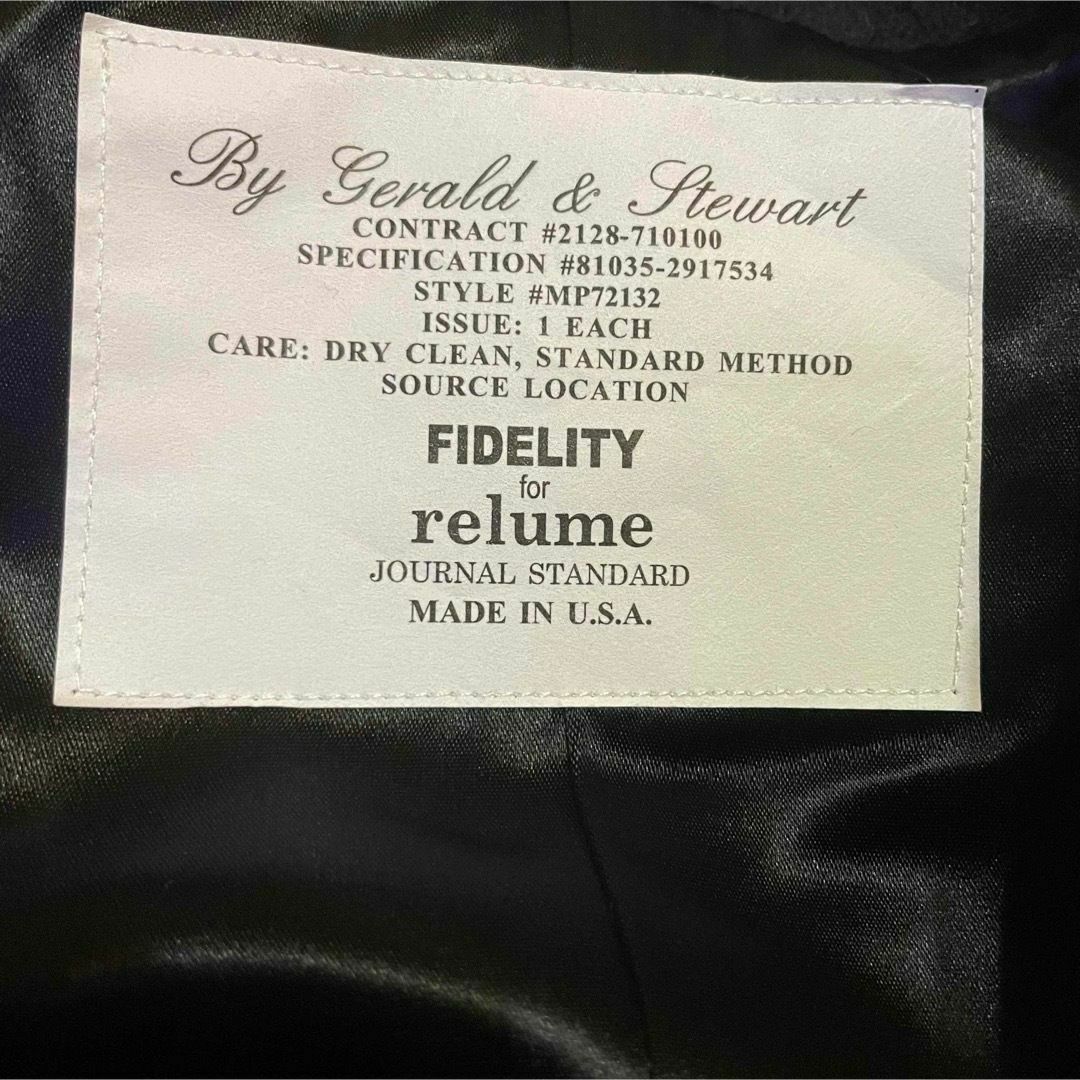 By Gerald & Stewart
CONTRACT #2128-710100
SPECIFICATION #81035-2917534
STYLE #MP72132
ISSUE: 1 EACH
CARE: DRY CLEAN, STANDARD METHOD
SOURCE LOCATION
FIDELITY
for
relume
JOURNAL STANDARD
MADE IN U.S.A.